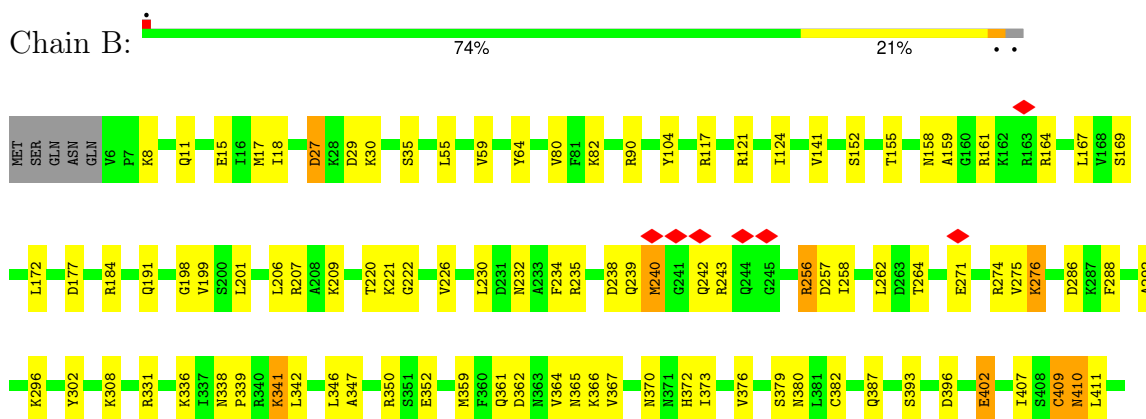 Chain B:
74% 21% • •
MET SER GLN ASN GLN V6 P7 K8 Q11 E15 I16 M17 I18 D27 K28 D29 K30 S35 L55 V59 Y64 V80 F81 K82 R90 Y104 R117 R121 I124 V141 S152 T155 N158 A159 G160 R161 K162 R163 R164 L167 V168 S169
L172 D177 R184 Q191 G198 V199 S200 L201 L206 R207 A208 K209 T220 K221 G222 V226 L230 D231 N232 A233 F234 R235 D238 Q239 M240 G241 Q242 R243 Q244 G245 R256 D257 I258 L262 D263 T264 E271 R274 V275 K276 D286 K287 F288
K296 Y302 K308 R331 K336 I337 N338 P339 R340 K341 L342 L346 A347 R350 S351 E352 M359 F360 Q361 D362 N363 V364 N365 K366 V367 N370 N371 H372 I373 V376 S379 N380 L381 C382 Q387 S393 D396 E402 I407 S408 C409 N410 L411